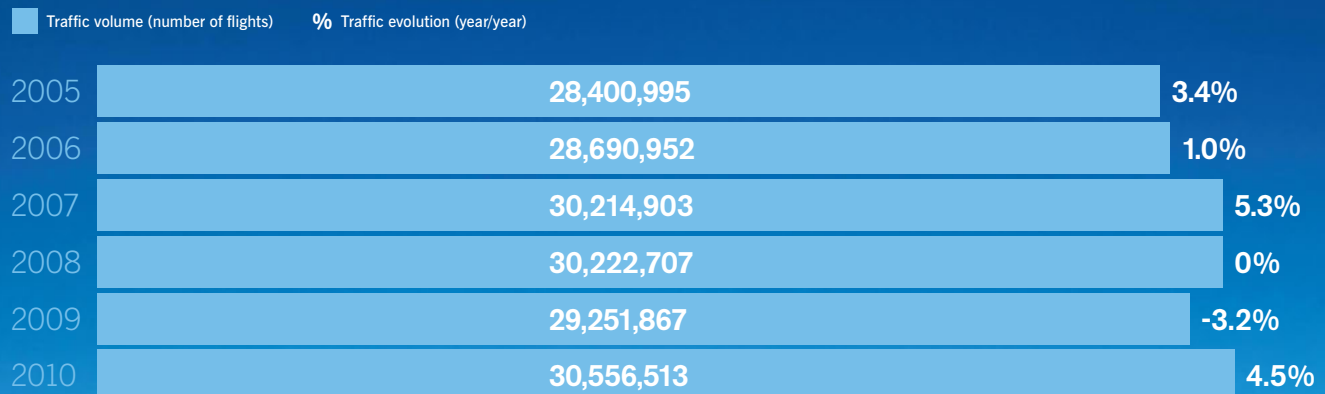 Traffic volume (number of flights) % Traffic evolution (year/year)
2005 28,400,995 3.4%
2006 28,690,952 1.0%
2007 30,214,903 5.3%
2008 30,222,707 0%
2009 29,251,867 -3.2%
2010 30,556,513 4.5%